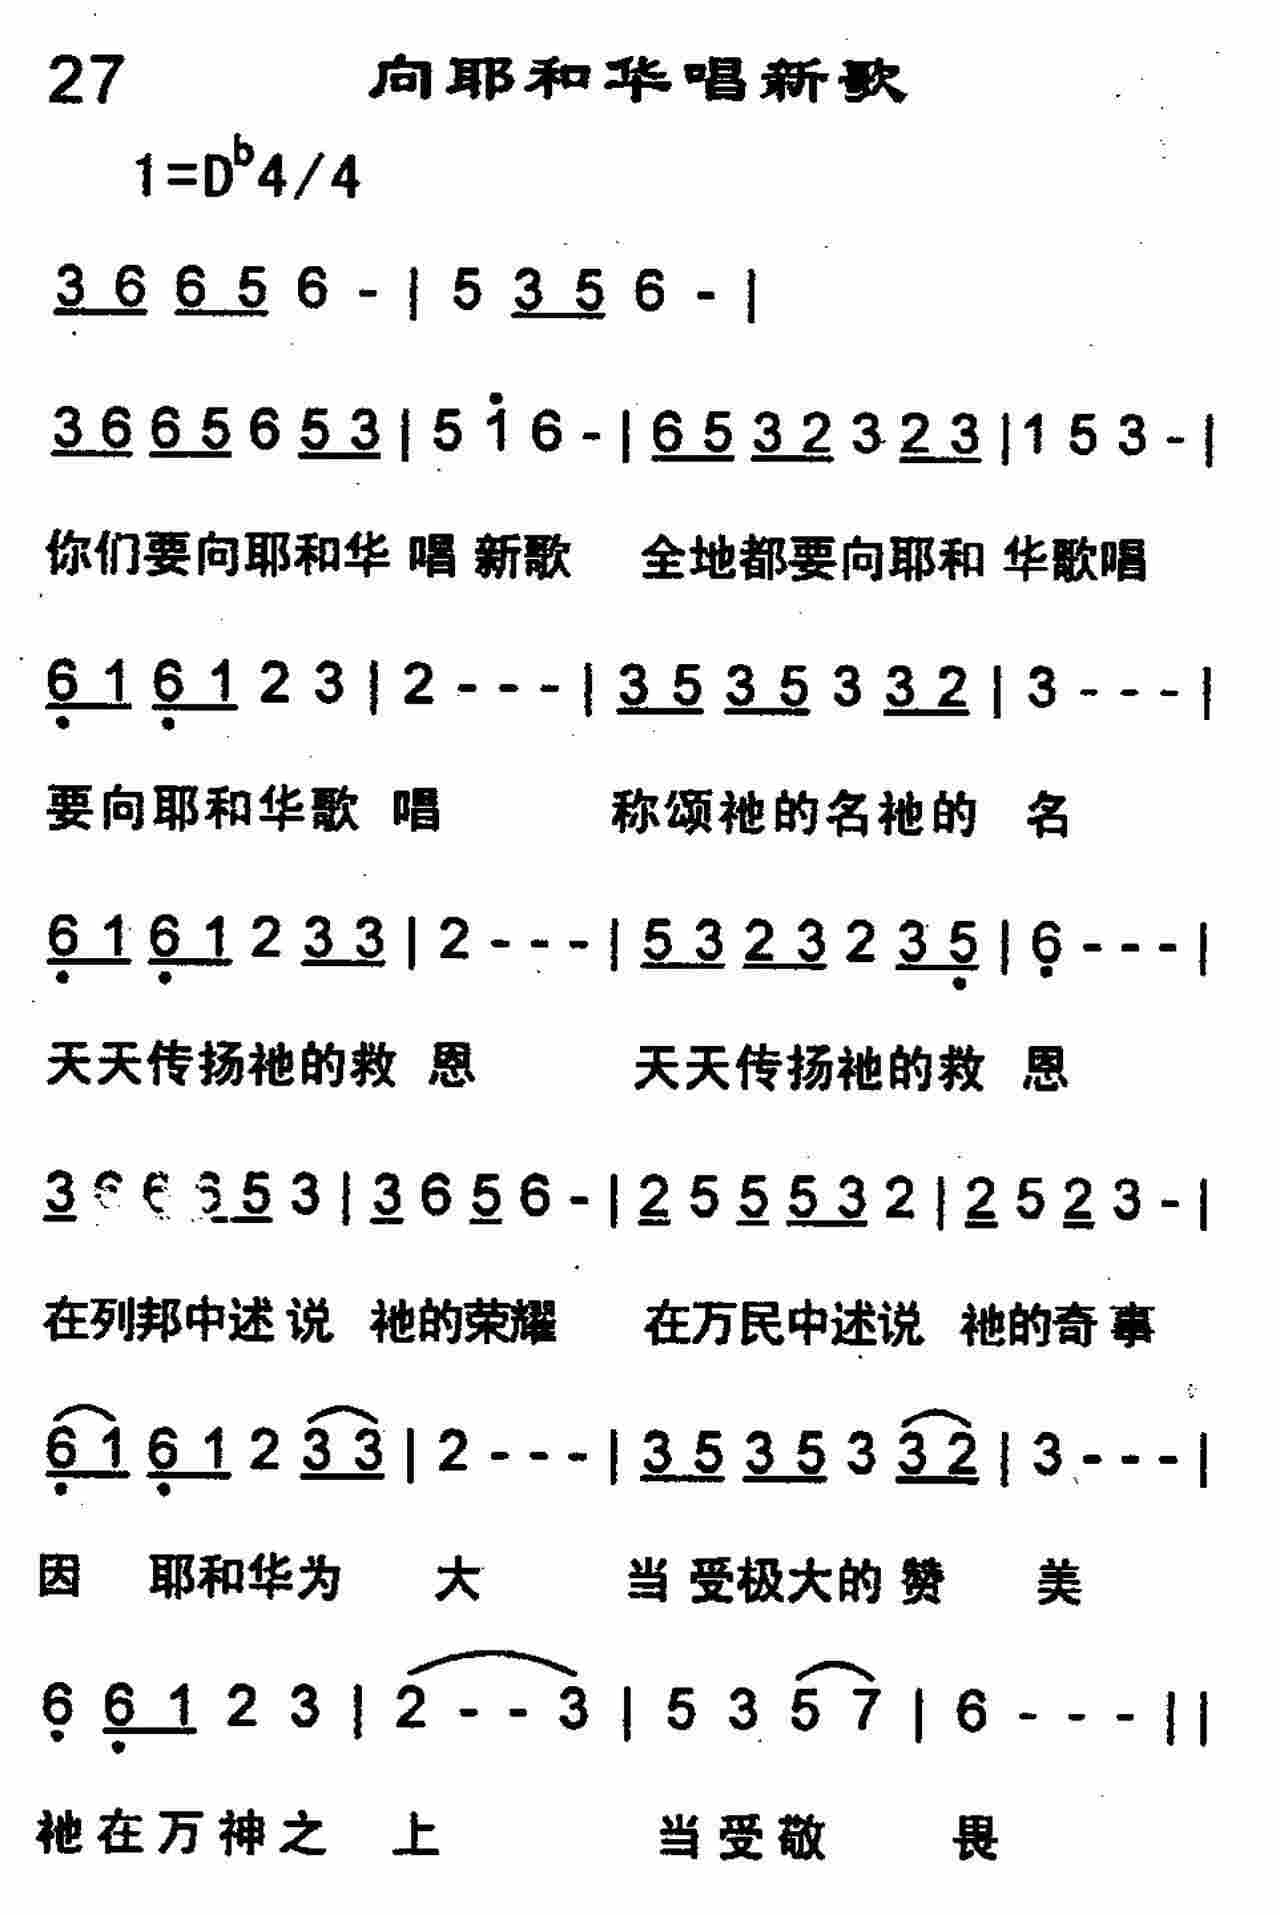 27 向耶和华唱新歌
1=Db4/4
3 6 6 5 6 - | 5 3 5 6 - |
3 6 6 5 6 5 3 | 5 1 6 - | 6 5 3 2 3 2 3 | 1 5 3 - |
你们要向耶和华 唱 新歌 全地都要向耶和 华歌唱
6 1 6 1 2 3 | 2 - - - | 3 5 3 5 3 3 2 | 3 - - - |
要向耶和华歌 唱 称颂祂的名祂的 名
6 1 6 1 2 3 3 | 2 - - - | 5 3 2 3 2 3 5 | 6 - - - |
天天传扬祂的救 恩 天天传扬祂的救 恩
3 6 6 6 5 3 | 3 6 5 6 - | 2 5 5 5 3 2 | 2 5 2 3 - |
在列邦中述说 祂的荣耀 在万民中述说 祂的奇事
6 1 6 1 2 3 3 | 2 - - - | 3 5 3 5 3 3 2 | 3 - - - |
因 耶和华为 大 当 受极大的赞 美
6 6 1 2 3 | 2 - - 3 | 5 3 5 7 | 6 - - - | |
祂在万神之 上 当受敬 畏